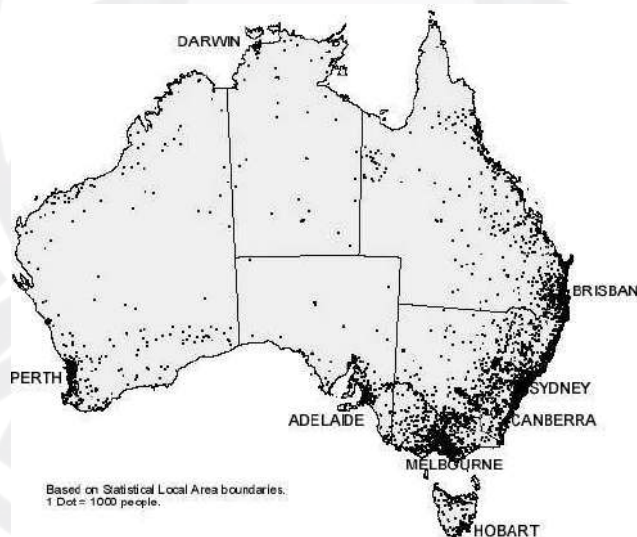 DARWIN
BRISBAN
PERTH
SYDNEY
ADELAIDE
CANBERRA
MELBOURNE
Based on Statistical Local Area boundaries.
1 Dot = 1000 people.
HOBART